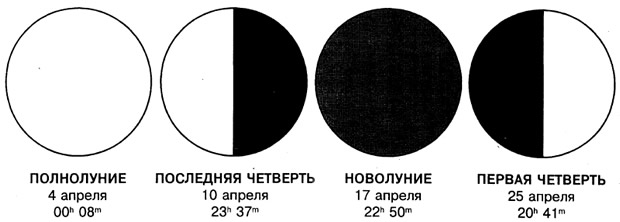 ПОЛНОЛУНИЕ
4 апреля
00ʰ 08ᵐ
ПОСЛЕДНЯЯ ЧЕТВЕРТЬ
10 апреля
23ʰ 37ᵐ
НОВОЛУНИЕ
17 апреля
22ʰ 50ᵐ
ПЕРВАЯ ЧЕТВЕРТЬ
25 апреля
20ʰ 41ᵐ